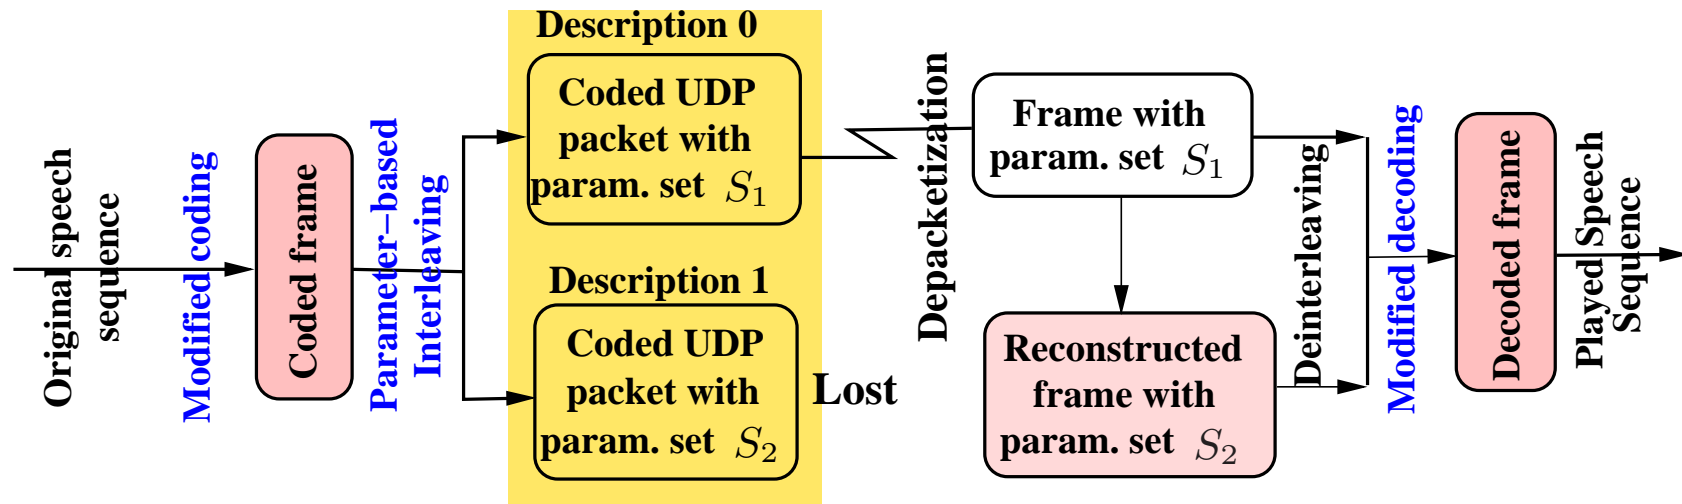 Original speech
sequence
Modified coding
Coded frame
Parameter−based
Interleaving
Description 0
Coded UDP
packet with
param. set S₁
Description 1
Coded UDP
packet with
param. set S₂
Lost
Depacketization
Frame with
param. set S₁
Reconstructed
frame with
param. set S₂
Deinterleaving
Modified decoding
Decoded frame
Played Speech
Sequence